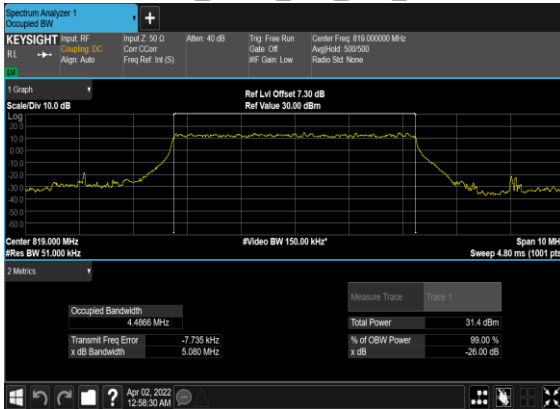 Spectrum Analyzer 1
Occupied BW
+
KEYSIGHT Input: RF Input Z: 50 Ω Atten: 40 dB Trig: Free Run Center Freq: 819.000000 MHz
RL Coupling: DC Corr CCorr Gate: Off Avg|Hold: 500/500
Align: Auto Freq Ref: Int (S) #IF Gain: Low Radio Std: None
LW
1 Graph
Ref Lvl Offset 7.30 dB
Scale/Div 10.0 dB Ref Value 30.00 dBm
Log
20.0
10.0
0.00
-10.0
-20.0
-30.0
-40.0
-50.0
-60.0
Center 819.000 MHz #Video BW 150.00 kHz* Span 10 MH
#Res BW 51.000 kHz Sweep 4.80 ms (1001 pts
2 Metrics
Measure Trace Trace 1
Occupied Bandwidth
4.4866 MHz Total Power 31.4 dBm
Transmit Freq Error -7.735 kHz % of OBW Power 99.00 %
x dB Bandwidth 5.080 MHz x dB -26.00 dB
? Apr 02, 2022
12:58:30 AM